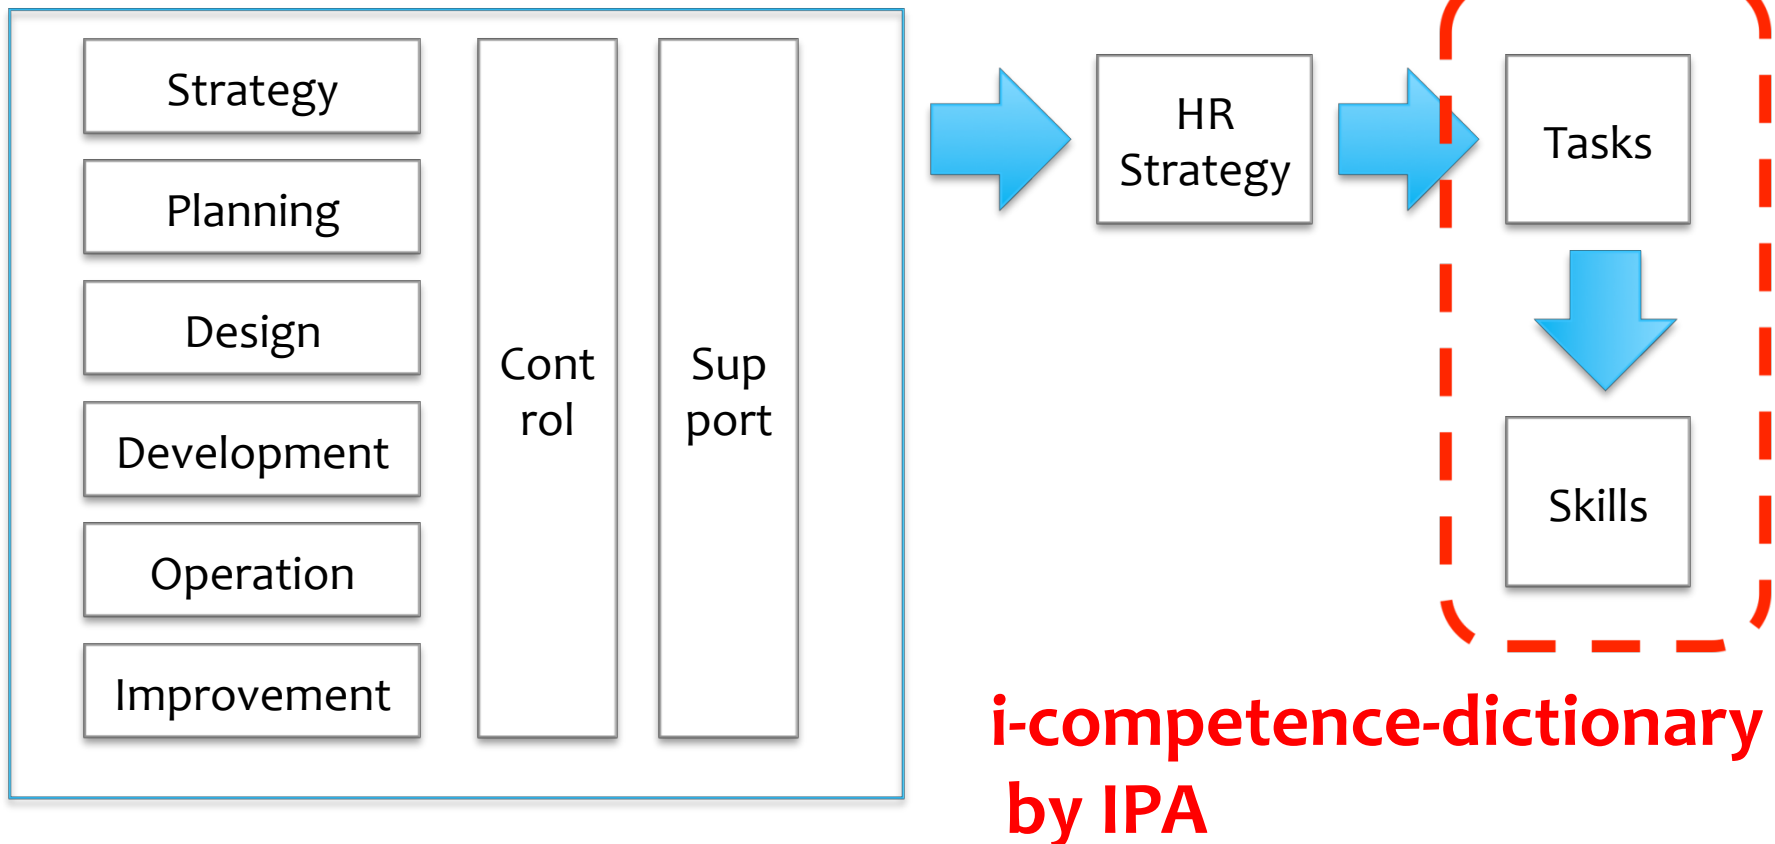 Strategy
Planning
Design
Development
Operation
Improvement
Cont
rol
Sup
port
HR
Strategy
Tasks
Skills
i-competence-dictionary
by IPA